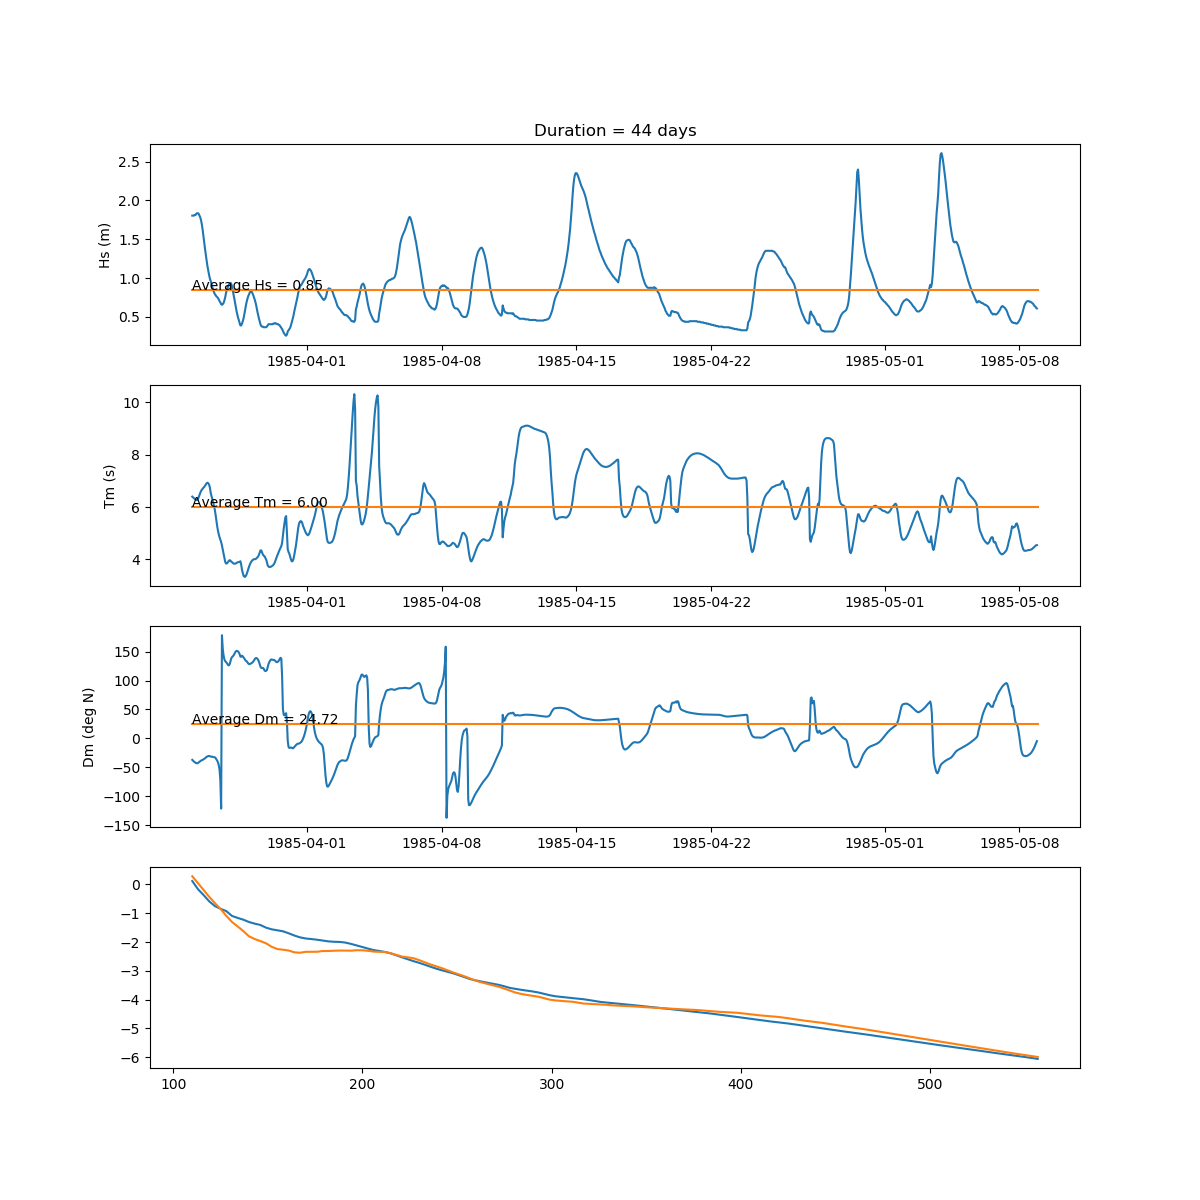 Duration = 44 days
2.5
2.0
1.5
1.0
0.5
Hs (m)
Average Hs = 0.85
1985-04-01 1985-04-08 1985-04-15 1985-04-22 1985-05-01 1985-05-08
10
8
6
4
Tm (s)
Average Tm = 6.00
1985-04-01 1985-04-08 1985-04-15 1985-04-22 1985-05-01 1985-05-08
150
100
50
0
−50
−100
−150
Dm (deg N)
Average Dm = 24.72
1985-04-01 1985-04-08 1985-04-15 1985-04-22 1985-05-01 1985-05-08
0
−1
−2
−3
−4
−5
−6
100 200 300 400 500